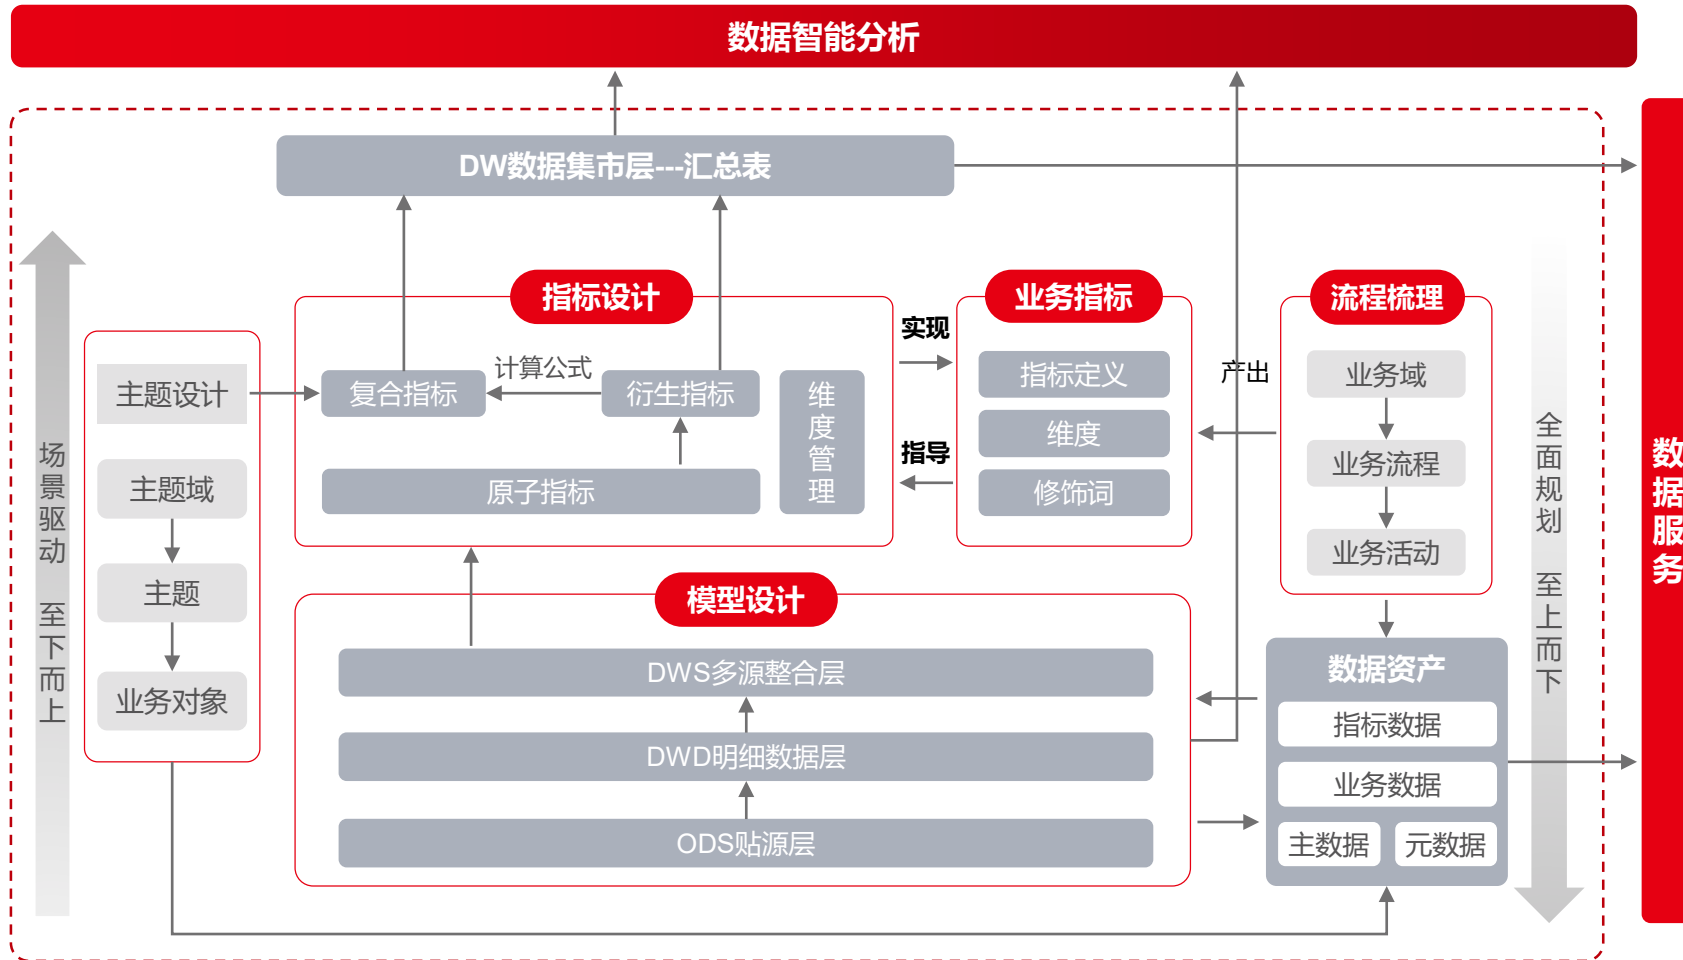 数据智能分析
DW数据集市层---汇总表
指标设计
业务指标
流程梳理
实现
计算公式
产出
主题设计
复合指标
衍生指标
维度管理
指标定义
业务域
指导
维度
业务流程
主题域
原子指标
修饰词
业务活动
主题
业务对象
模型设计
DWS多源整合层
DWD明细数据层
ODS贴源层
数据资产
指标数据
业务数据
主数据
元数据
场景驱动 至下而上
全面规划 至上而下
数据服务